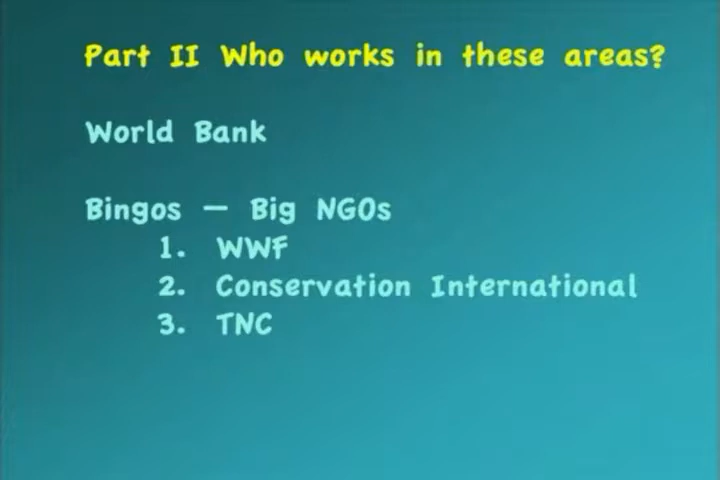 Part II Who works in these areas?
World Bank
Bingos – Big NGOs
1. WWF
2. Conservation International
3. TNC